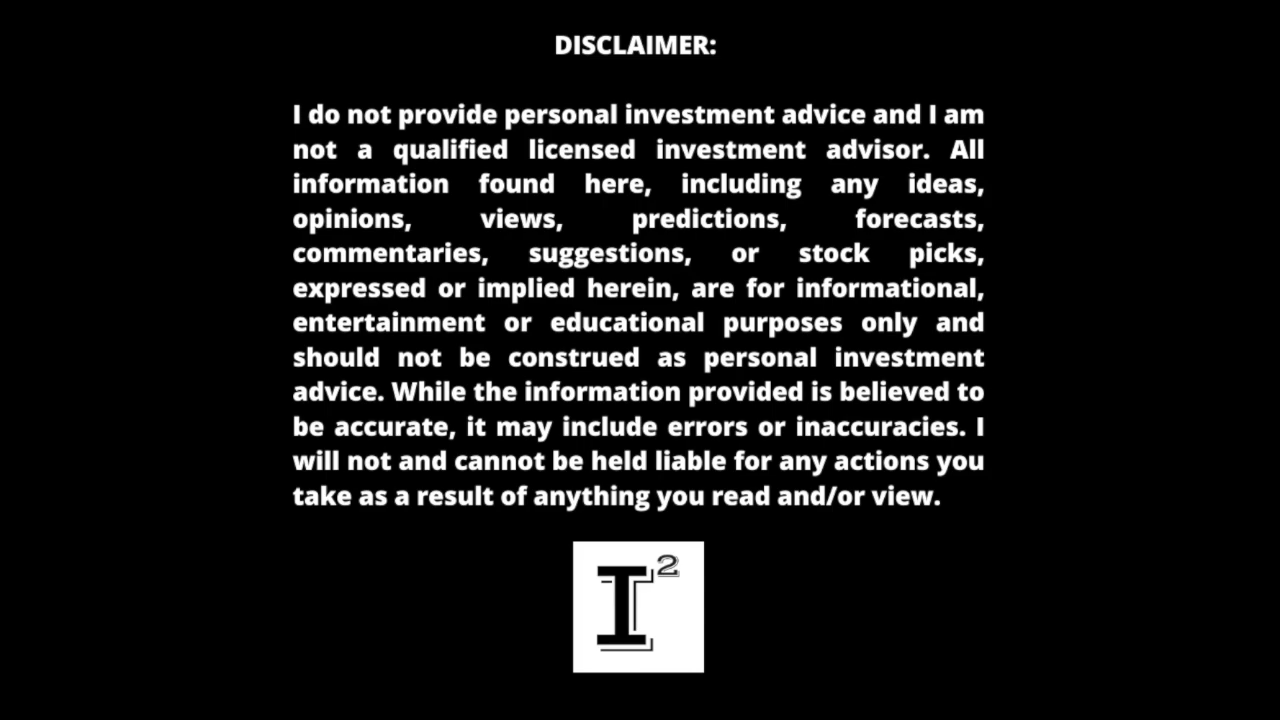 DISCLAIMER:
I do not provide personal investment advice and I am
not a qualified licensed investment advisor. All
information found here, including any ideas,
opinions, views, predictions, forecasts,
commentaries, suggestions, or stock picks,
expressed or implied herein, are for informational,
entertainment or educational purposes only and
should not be construed as personal investment
advice. While the information provided is believed to
be accurate, it may include errors or inaccuracies. I
will not and cannot be held liable for any actions you
take as a result of anything you read and/or view.
I²